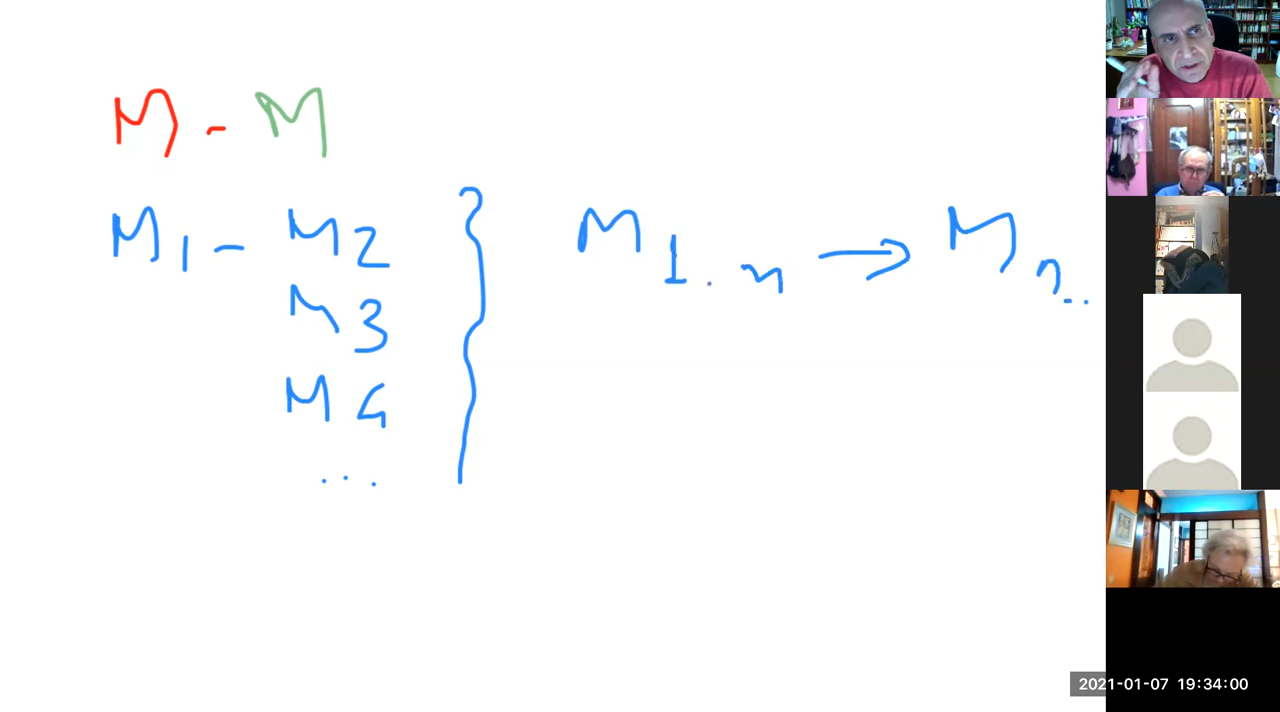 M - M
M1 - M2
M3
M4
...
M1.n → Mn..
2021-01-07 19:34:00